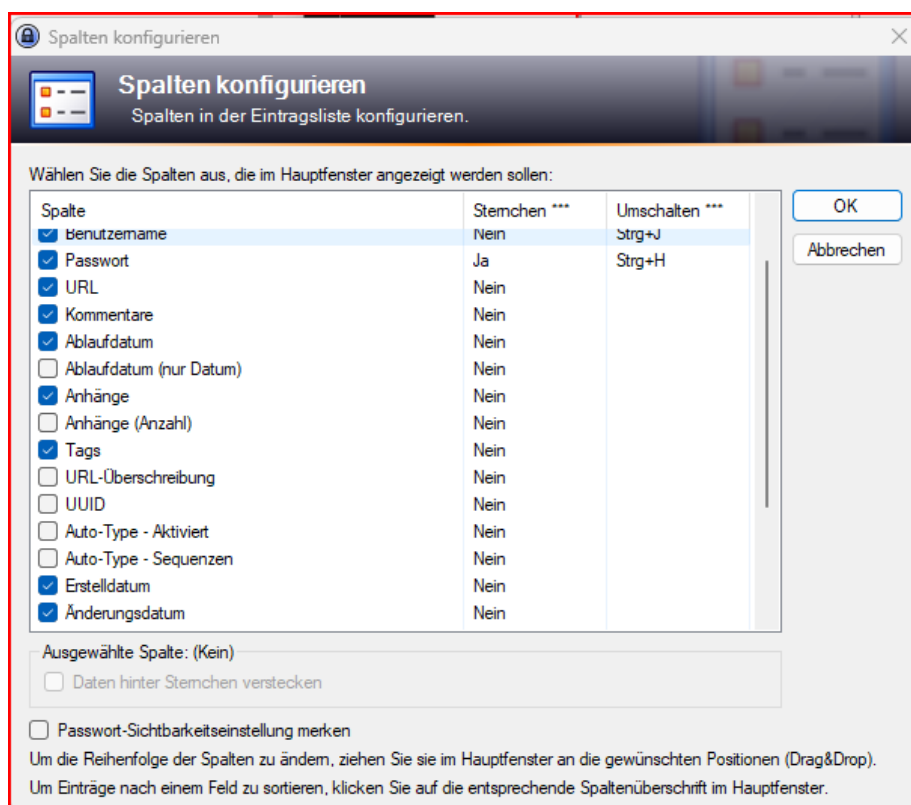 Spalten konfigurieren
Spalten konfigurieren
Spalten in der Eintragsliste konfigurieren.
Wählen Sie die Spalten aus, die im Hauptfenster angezeigt werden sollen:
Spalte Sternchen *** Umschalten ***
Benutzername Nein Strg+J
Passwort Ja Strg+H
URL Nein
Kommentare Nein
Ablaufdatum Nein
Ablaufdatum (nur Datum) Nein
Anhänge Nein
Anhänge (Anzahl) Nein
Tags Nein
URL-Überschreibung Nein
UUID Nein
Auto-Type - Aktiviert Nein
Auto-Type - Sequenzen Nein
Erstelldatum Nein
Änderungsdatum Nein
OK
Abbrechen
Ausgewählte Spalte: (Kein)
Daten hinter Sternchen verstecken
Passwort-Sichtbarkeitseinstellung merken
Um die Reihenfolge der Spalten zu ändern, ziehen Sie sie im Hauptfenster an die gewünschten Positionen (Drag&Drop).
Um Einträge nach einem Feld zu sortieren, klicken Sie auf die entsprechende Spaltenüberschrift im Hauptfenster.